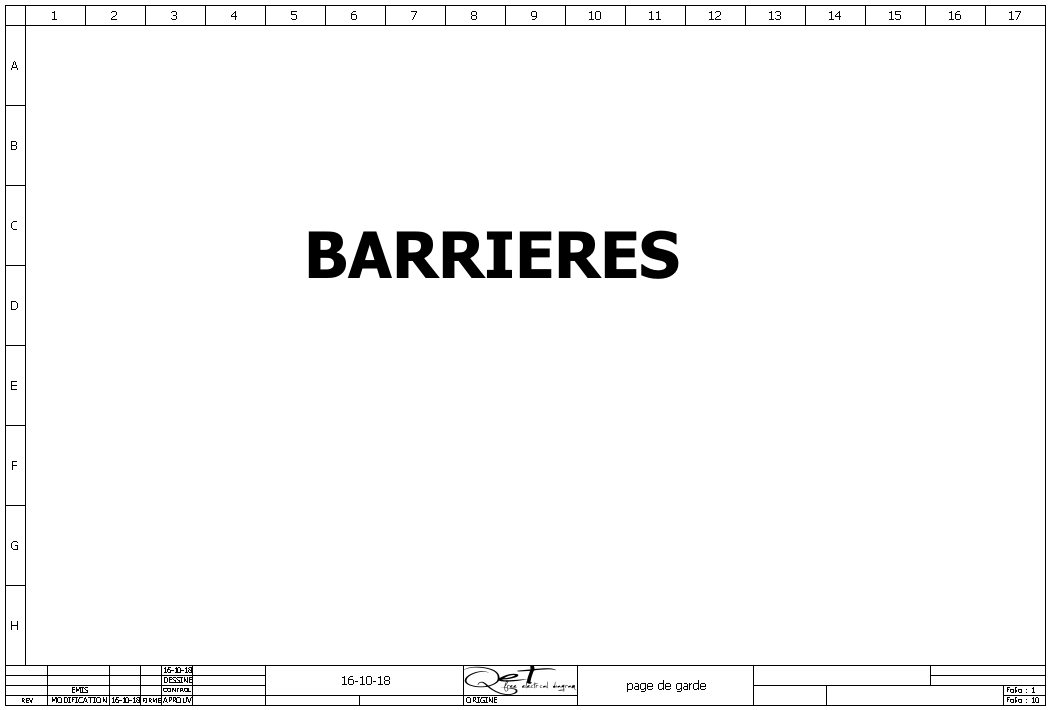 1 2 3 4 5 6 7 8 9 10 11 12 13 14 15 16 17
A
B
C
D
E
F
G
H
BARRIERES
16-10-18
DESSINE
EMIS CONTROL
REV MODIFICATION 16-10-18 FIRME APROUV
16-10-18
QET
free electrical diagram
ORIGINE
page de garde
Folio : 1
Folio : 10